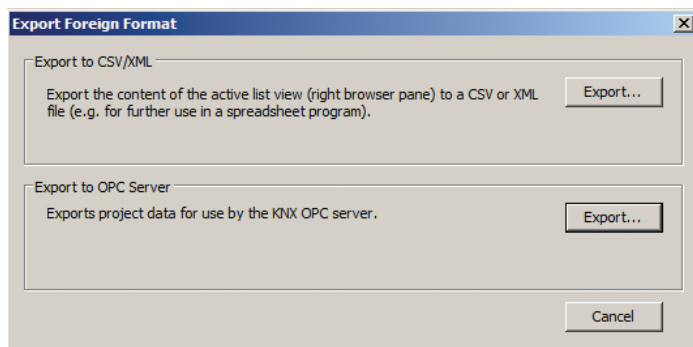 Export Foreign Format
Export to CSV/XML
Export the content of the active list view (right browser pane) to a CSV or XML
file (e.g. for further use in a spreadsheet program).
Export...
Export to OPC Server
Exports project data for use by the KNX OPC server.
Export...
Cancel